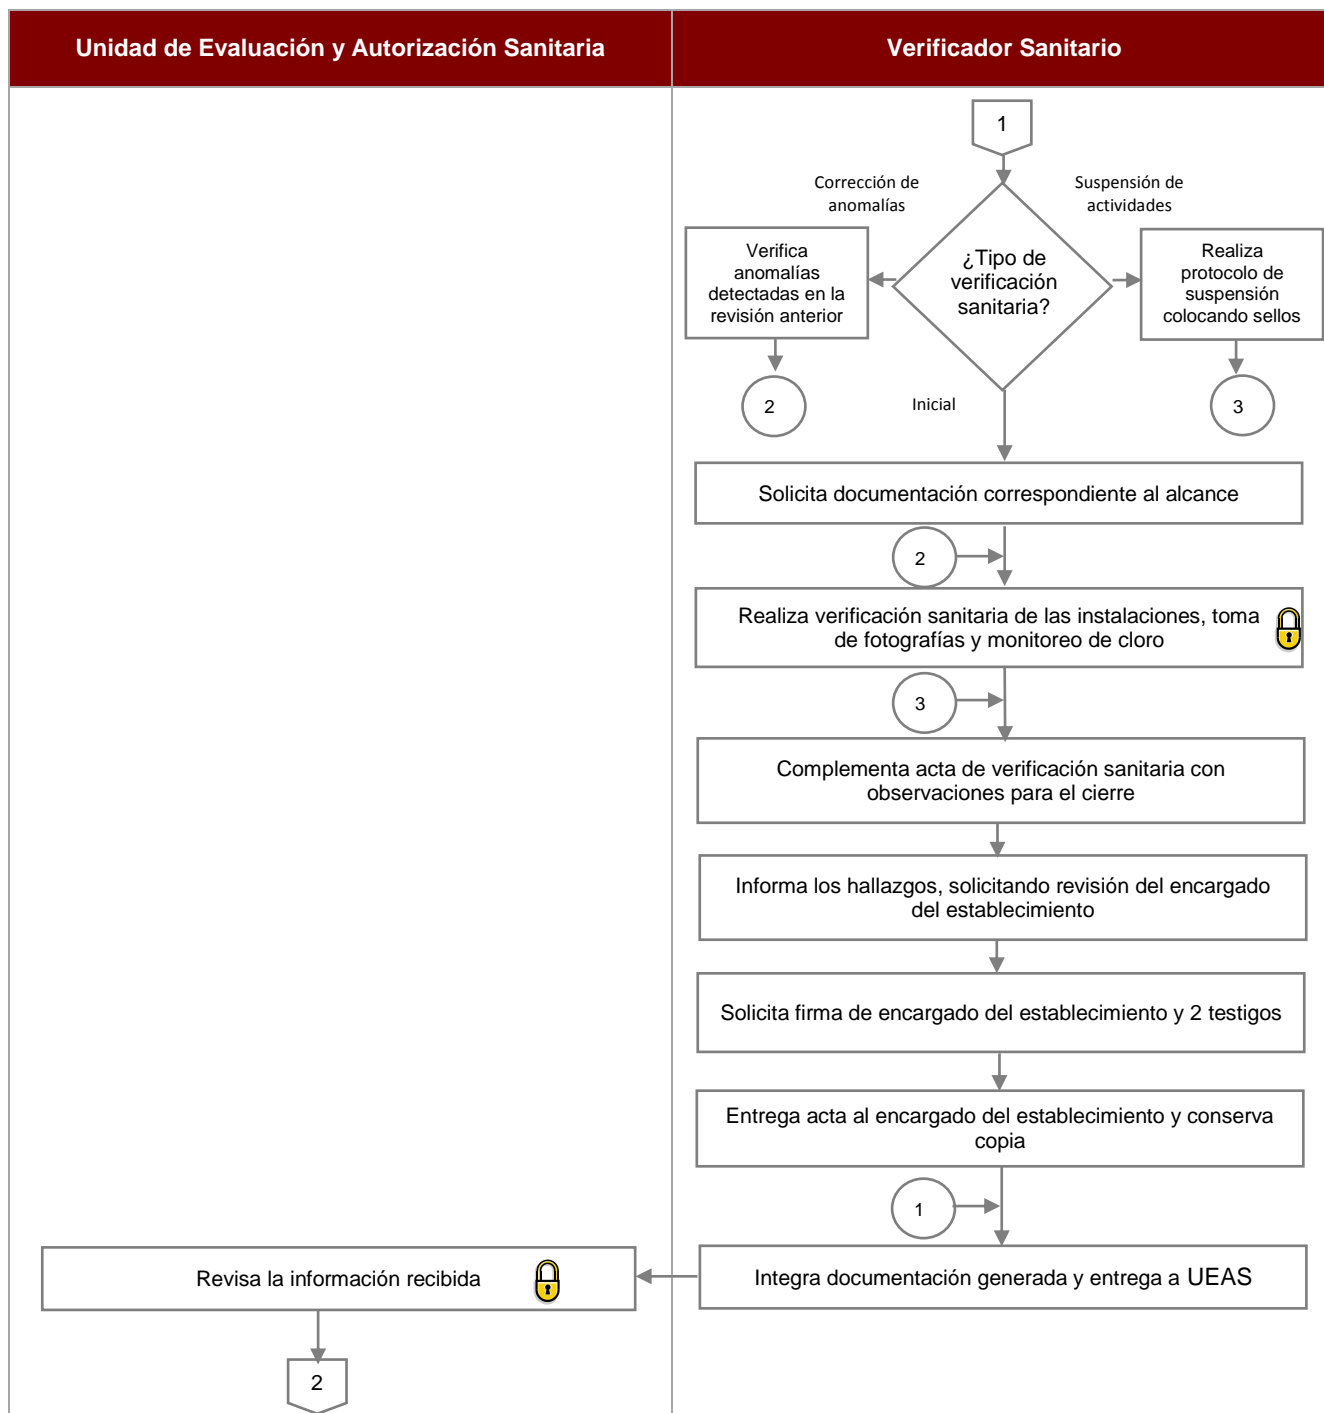 Unidad de Evaluación y Autorización Sanitaria
Verificador Sanitario
1
Corrección de
anomalías
Suspensión de
actividades
¿Tipo de
verificación
sanitaria?
Verifica
anomalías
detectadas en la
revisión anterior
Realiza
protocolo de
suspensión
colocando sellos
2
Inicial
3
Solicita documentación correspondiente al alcance
2
Realiza verificación sanitaria de las instalaciones, toma
de fotografías y monitoreo de cloro
3
Complementa acta de verificación sanitaria con
observaciones para el cierre
Informa los hallazgos, solicitando revisión del encargado
del establecimiento
Solicita firma de encargado del establecimiento y 2 testigos
Entrega acta al encargado del establecimiento y conserva
copia
1
Revisa la información recibida
Integra documentación generada y entrega a UEAS
2